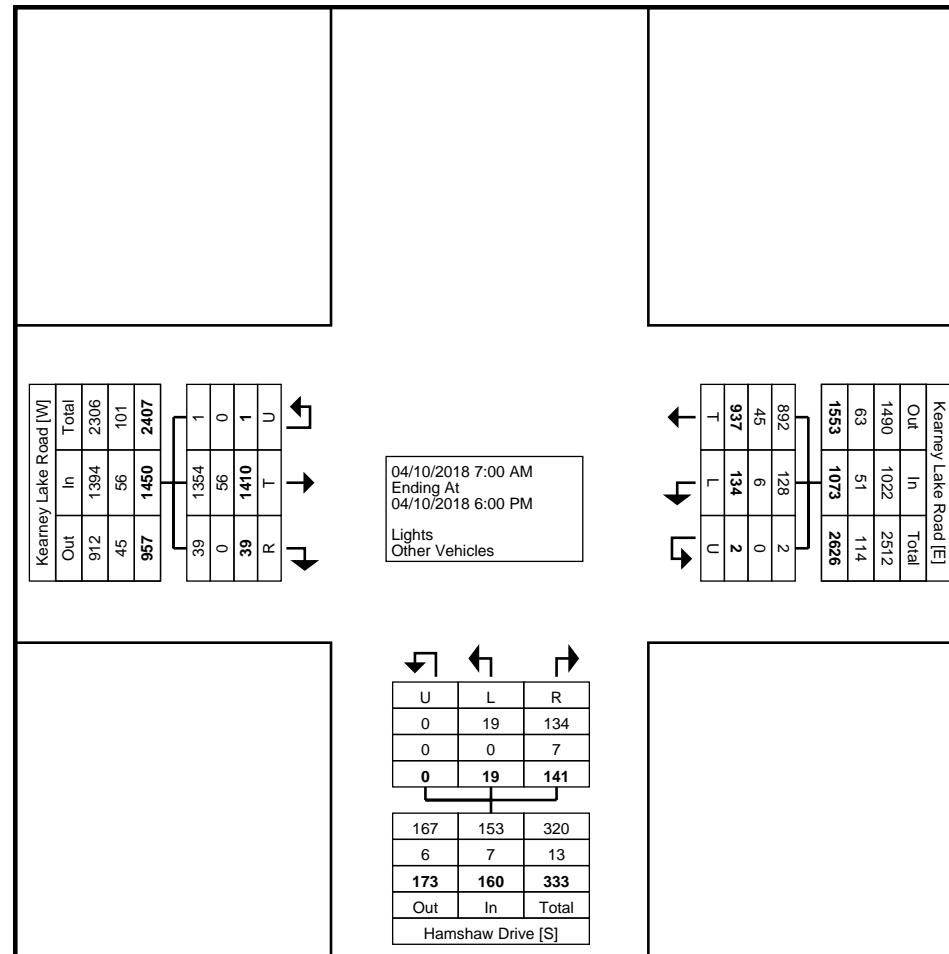 Kearney Lake Road [W]
Total In Out
2306 1394 912
101 56 45
2407 1450 957
1 1354 39
0 56 0
1 1410 39
U T R
04/10/2018 7:00 AM
Ending At
04/10/2018 6:00 PM
Lights
Other Vehicles
Kearney Lake Road [E]
Out In Total
1490 1022 2512
63 51 114
1553 1073 2626
892 128 2
45 6 0
937 134 2
T L U
U L R
0 19 134
0 0 7
0 19 141
167 153 320
6 7 13
173 160 333
Out In Total
Hamshaw Drive [S]